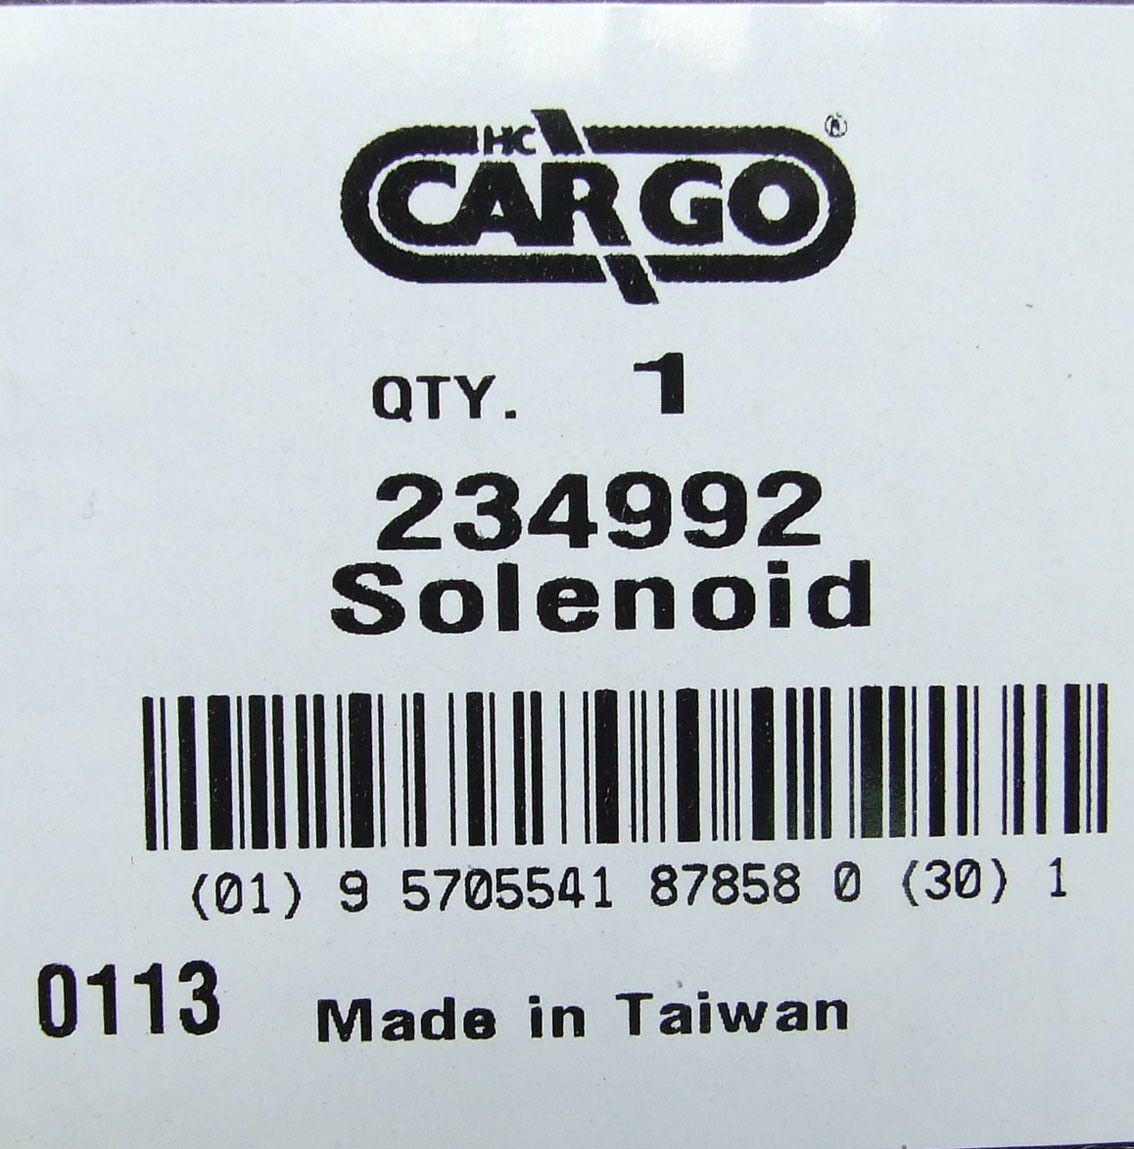 HC
CARGO ®
QTY. 1
234992
Solenoid
(01) 9 5705541 87858 0 (30) 1
0113 Made in Taiwan